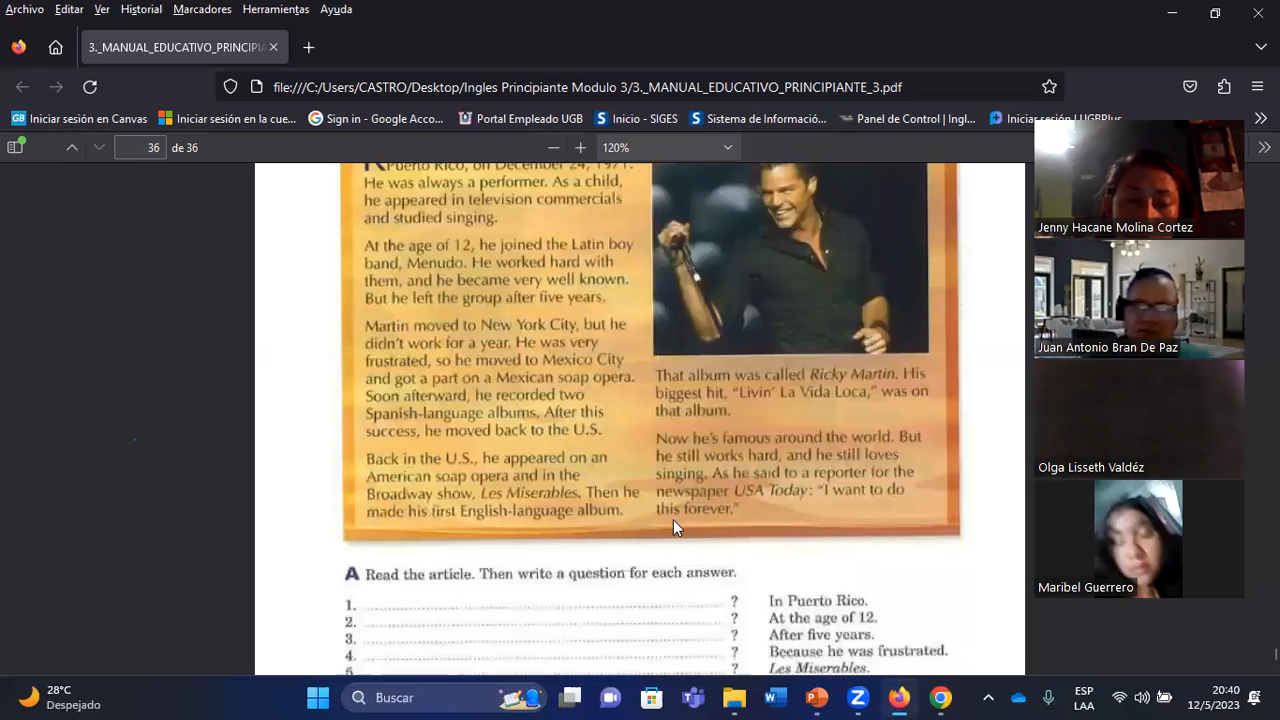 Archivo Editar Ver Historial Marcadores Herramientas Ayuda
3._MANUAL_EDUCATIVO_PRINCIPIA
file:///C:/Users/CASTRO/Desktop/Ingles Principiante Modulo 3/3._MANUAL_EDUCATIVO_PRINCIPIANTE_3.pdf
GB Iniciar sesión en Canvas
Iniciar sesión en la cue...
Sign in - Google Acco...
Portal Empleado UGB
S Inicio - SIGES
S Sistema de Informació...
Panel de Control | Ingl...
Iniciar sesión | UGBPlus
36 de 36
120%
Puerto Rico, on December 24, 1971.
He was always a performer. As a child,
he appeared in television commercials
and studied singing.
At the age of 12, he joined the Latin boy
band, Menudo. He worked hard with
them, and he became very well known.
But he left the group after five years.
Martin moved to New York City, but he
didn't work for a year. He was very
frustrated, so he moved to Mexico City
and got a part on a Mexican soap opera.
Soon afterward, he recorded two
Spanish-language albums. After this
success, he moved back to the U.S.
Back in the U.S., he appeared on an
American soap opera and in the
Broadway show, Les Miserables. Then he
made his first English-language album.
That album was called Ricky Martin. His
biggest hit, "Livin' La Vida Loca," was on
that album.
Now he's famous around the world. But
he still works hard, and he still loves
singing. As he said to a reporter for the
newspaper USA Today: "I want to do
this forever."
A Read the article. Then write a question for each answer.
1. ? In Puerto Rico.
2. ? At the age of 12.
3. ? After five years.
4. ? Because he was frustrated.
5. ? Les Miserables.
Jenny Hacane Molina Cortez
Juan Antonio Bran De Paz
Olga Lisseth Valdéz
Maribel Guerrero
28°C
Despejado
Buscar
ESP
LAA
20:40
12/5/2023